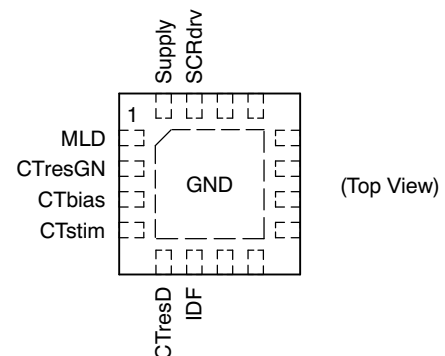 Supply
SCRdrv
1
MLD
CTresGN
CTbias
CTstim
GND
(Top View)
CTresD
IDF